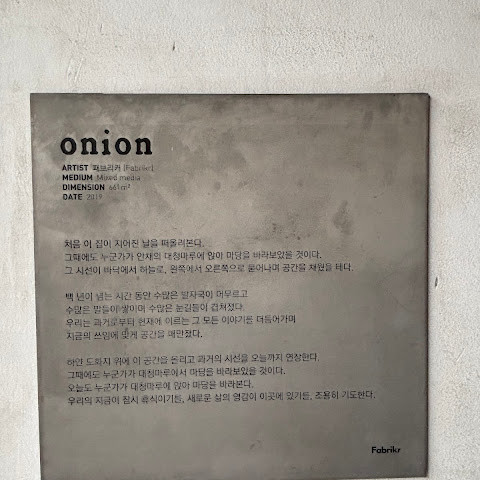 onion
ARTIST 패브리커 [Fabrikr]
MEDIUM Mixed media
DIMENSION 661m²
DATE 2019
처음 이 집이 지어진 날을 떠올려본다.
그때에도 누군가가 안채의 대청마루에 앉아 마당을 바라보았을 것이다.
그 시선이 바닥에서 하늘로, 왼쪽에서 오른쪽으로 뻗어나며 공간을 채웠을 테다.
백 년이 넘는 시간 동안 수많은 발자국이 머무르고
수많은 말들이 쌓이며 수많은 눈길들이 겹쳐졌다.
우리는 과거로부터 현재에 이르는 그 모든 이야기를 더듬어가며
지금의 쓰임에 맞게 공간을 매만졌다.
하얀 도화지 위에 이 공간을 올리고 과거의 시선을 오늘까지 연장한다.
그때에도 누군가가 대청마루에서 마당을 바라보았을 것이다.
오늘도 누군가가 대청마루에 앉아 마당을 바라본다.
우리의 지금이 잠시 휴식이기를, 새로운 삶의 영감이 이곳에 있기를, 조용히 기도한다.
Fabrikr